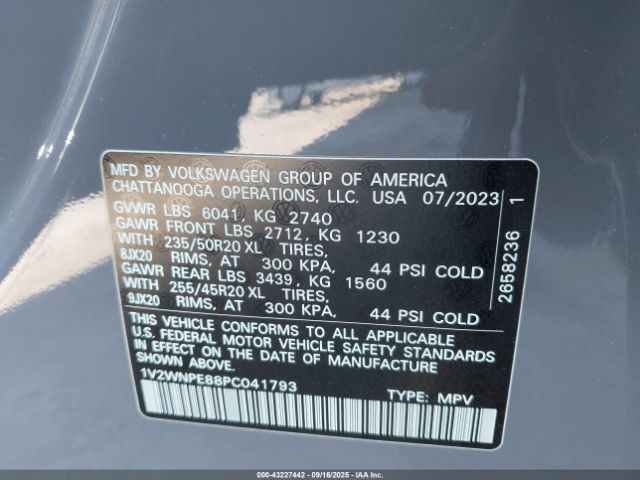 MFD BY VOLKSWAGEN GROUP OF AMERICA
CHATTANOOGA OPERATIONS, LLC. USA 07/2023
GVWR LBS 6041, KG 2740
GAWR FRONT LBS 2712, KG 1230
WITH 235/50R20 XL TIRES,
8JX20 RIMS, AT 300 KPA, 44 PSI COLD
GAWR REAR LBS 3439, KG 1560
WITH 255/45R20 XL TIRES,
9JX20 RIMS, AT 300 KPA, 44 PSI COLD
THIS VEHICLE CONFORMS TO ALL APPLICABLE
U.S. FEDERAL MOTOR VEHICLE SAFETY STANDARDS
IN EFFECT ON THE DATE OF MANUFACTURE
SHOWN ABOVE.
1V2WNPE88PC041793 TYPE: MPV
2658236 1
000-43227442 - 09/16/2025 - COPYRIGHT IAA, Inc.